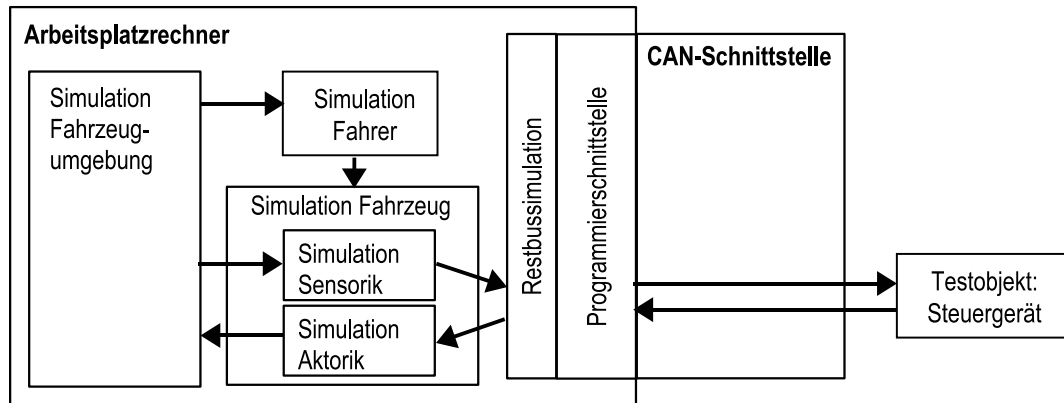 Arbeitsplatzrechner
Simulation
Fahrzeug-
umgebung
Simulation
Fahrer
Simulation Fahrzeug
Simulation
Sensorik
Simulation
Aktorik
Restbussimulation
Programmierschnittstelle
CAN-Schnittstelle
Testobjekt:
Steuergerät